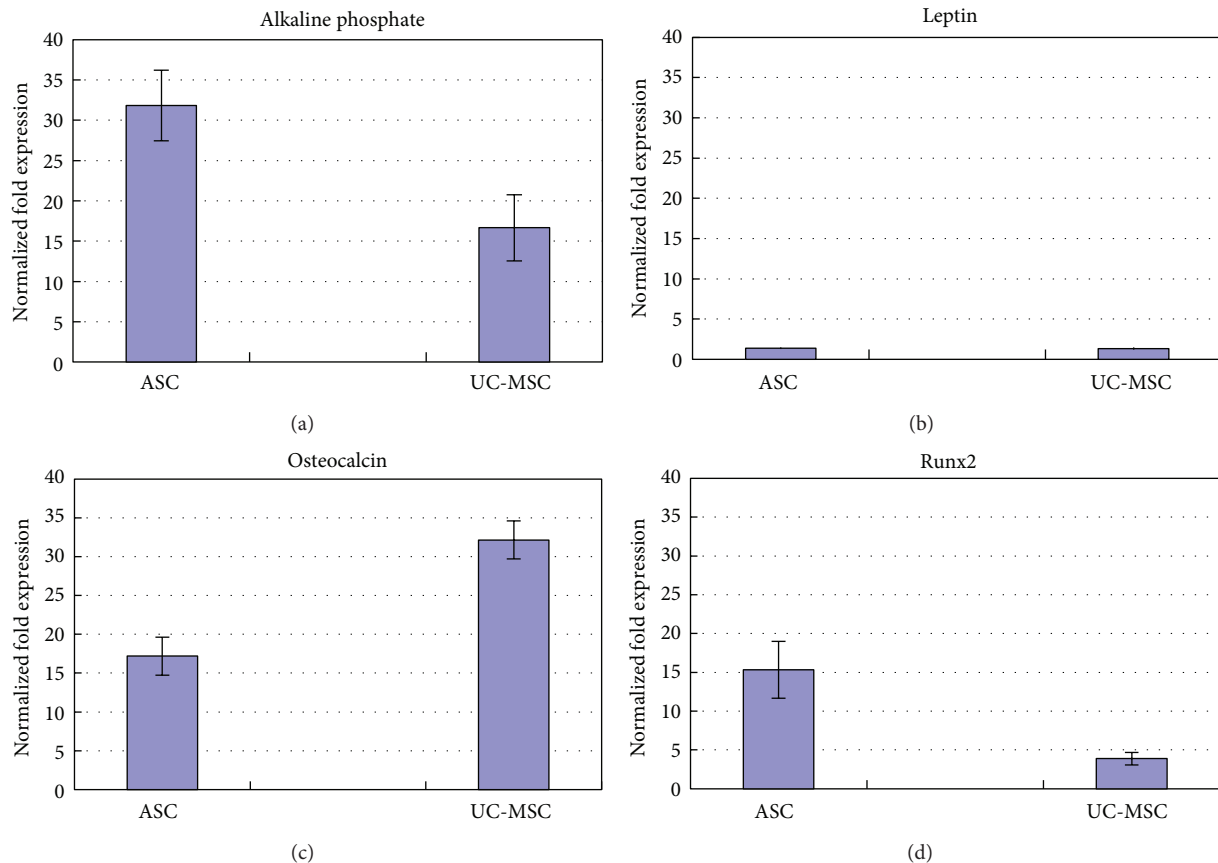 Alkaline phosphate
Normalized fold expression
40
35
30
25
20
15
10
5
0
ASC
UC-MSC
(a)
Leptin
Normalized fold expression
40
35
30
25
20
15
10
5
0
ASC
UC-MSC
(b)
Osteocalcin
Normalized fold expression
40
35
30
25
20
15
10
5
0
ASC
UC-MSC
(c)
Runx2
Normalized fold expression
40
35
30
25
20
15
10
5
0
ASC
UC-MSC
(d)